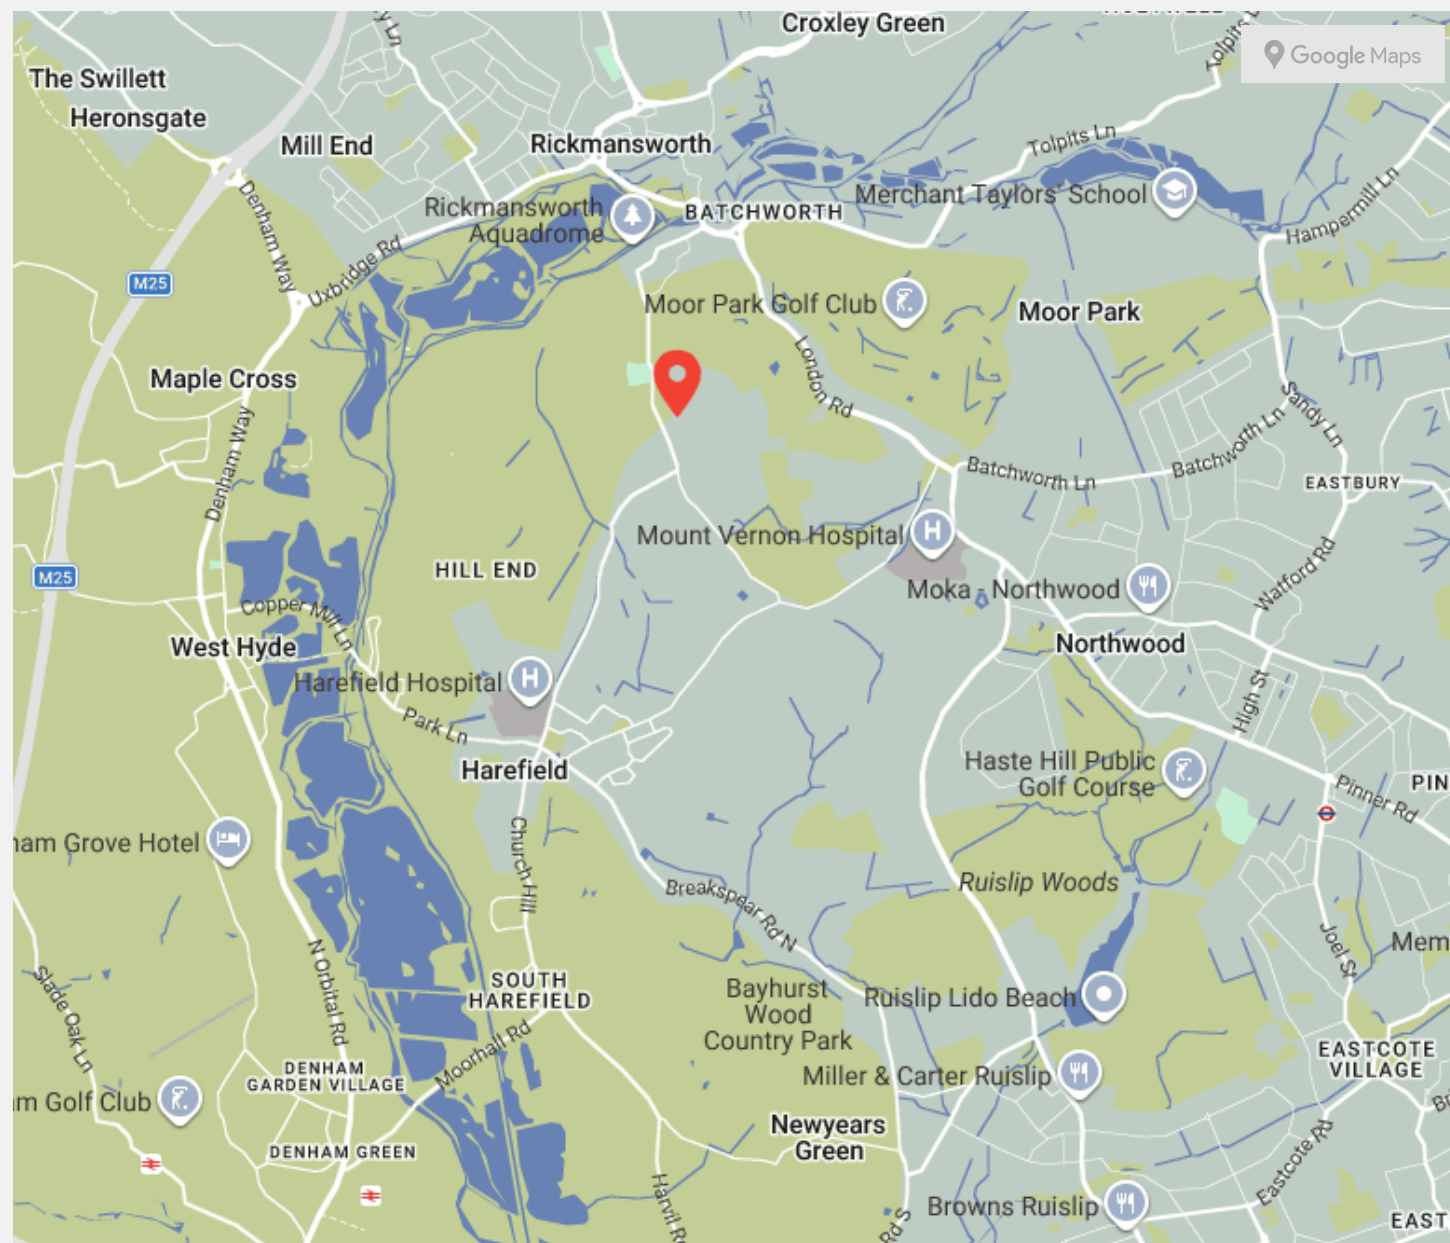 Croxley Green
Tolpits L
Google Maps
The Swillett
Heronsgate
Mill End
Rickmansworth
Tolpits Ln
Merchant Taylors' School
Hampermill Ln
Denham Way
Rickmansworth
Aquadrome
BATCHWORTH
Uxbridge Rd
M25
Moor Park Golf Club
Moor Park
London Rd
Maple Cross
Denham Way
Sandy Ln
Batchworth Ln
Batchworth Ln
EASTBURY
Mount Vernon Hospital
HILL END
M25
Moka - Northwood
Watford Rd
Copper Mill Ln
West Hyde
Northwood
Harefield Hospital
High St
Park Ln
Harefield
Haste Hill Public
Golf Course
PIN
Pinner Rd
ham Grove Hotel
Church Hill
Breakspear Rd N
Ruislip Woods
Joel St
Mem
N Orbital Rd
Slade Oak Ln
SOUTH
HAREFIELD
Bayhurst
Wood
Country Park
Ruislip Lido Beach
Moorhall Rd
EASTCOTE
VILLAGE
DENHAM
GARDEN VILLAGE
Miller & Carter Ruislip
m Golf Club
Newyears
Green
DENHAM GREEN
Eastcote Rd
Harvil R
Rd S
Browns Ruislip
EAST